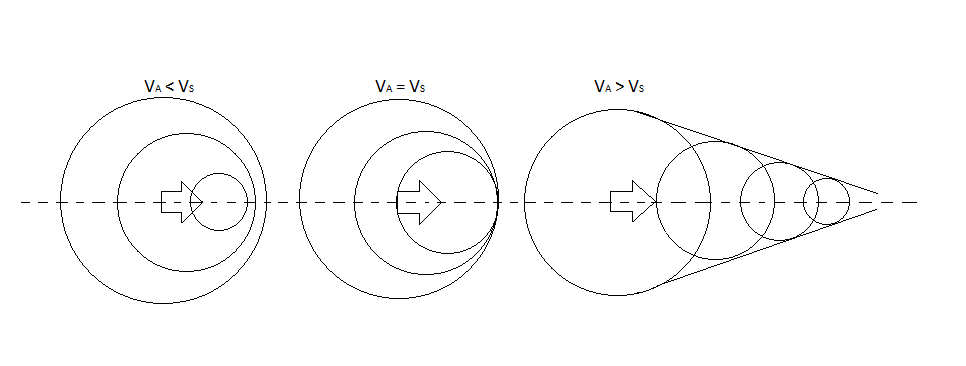 VA < VS
VA = VS
VA > VS